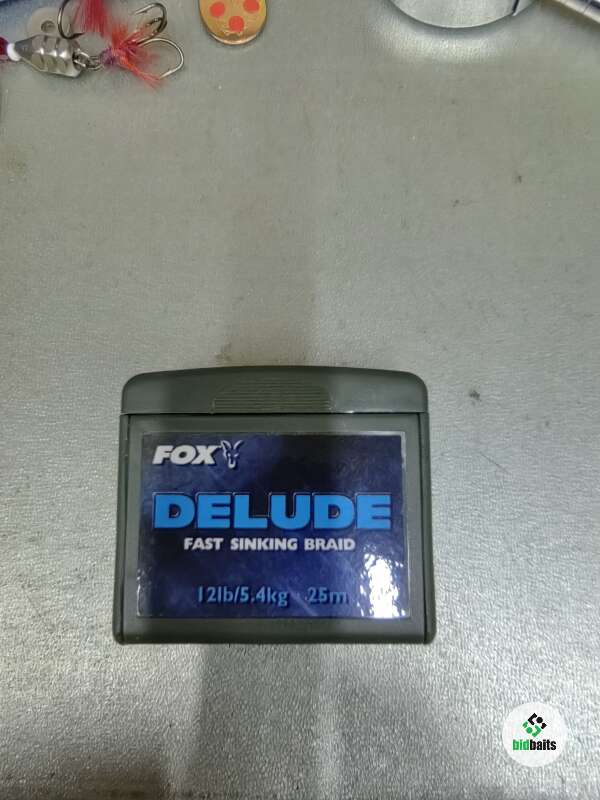 FOX
DELUDE
FAST SINKING BRAID
12lb/5.4kg 25m
bidbaits